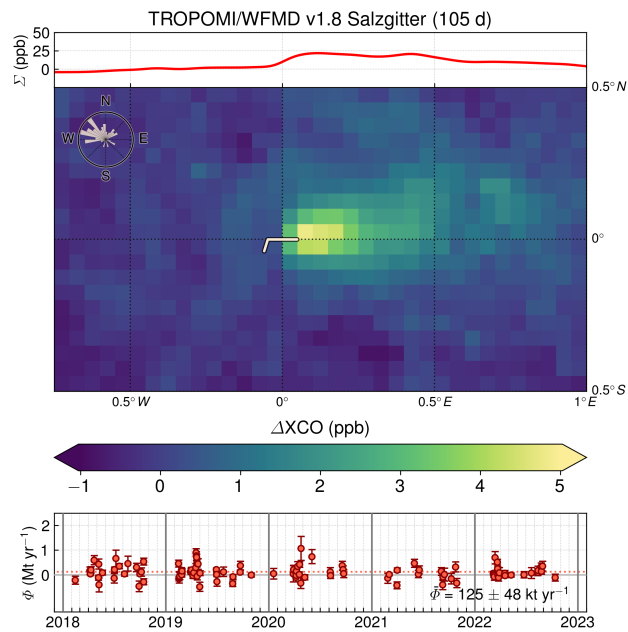 TROPOMI/WFMD v1.8 Salzgitter (105 d)
50
25
0
Σ (ppb)
0.5°N
N
W E
S
0°
0.5°S
0.5°W 0° 0.5°E 1°E
ΔXCO (ppb)
−1 0 1 2 3 4 5
2
1
0
Φ (Mt yr⁻¹)
Φ̄ = 125 ± 48 kt yr⁻¹
2018 2019 2020 2021 2022 2023